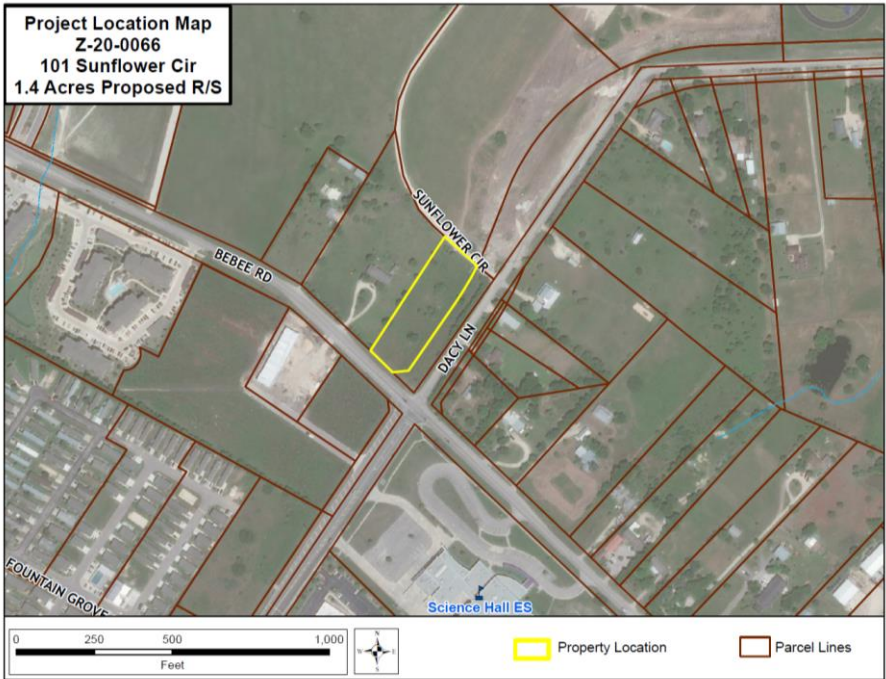 Project Location Map
Z-20-0066
101 Sunflower Cir
1.4 Acres Proposed R/S
SUNFLOWER CIR
BEBEE RD
DACY LN
FOUNTAIN GROVE
Science Hall ES
0 250 500 1,000
Feet
N
W E
S
Property Location
Parcel Lines